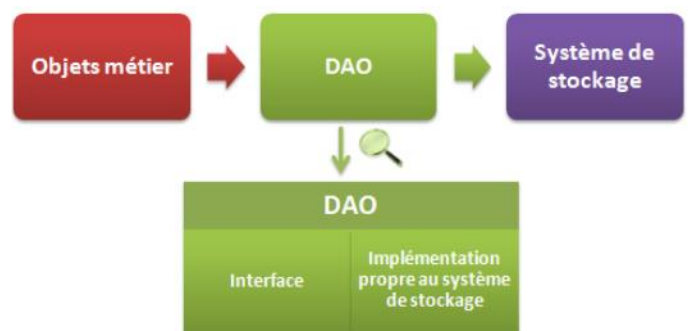 Objets métier
DAO
Système de
stockage
DAO
Interface
Implémentation
propre au système
de stockage